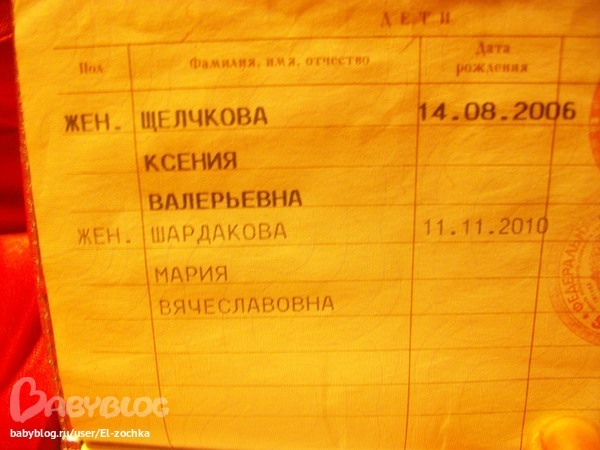 ДЕТИ
Пол Фамилия, имя, отчество Дата рождения
ЖЕН. ЩЕЛЧКОВА 14.08.2006
КСЕНИЯ
ВАЛЕРЬЕВНА
ЖЕН. ШАРДАКОВА 11.11.2010
МАРИЯ
ВЯЧЕСЛАВОВНА
BABYBLOG
babyblog.ru/user/El-zochka